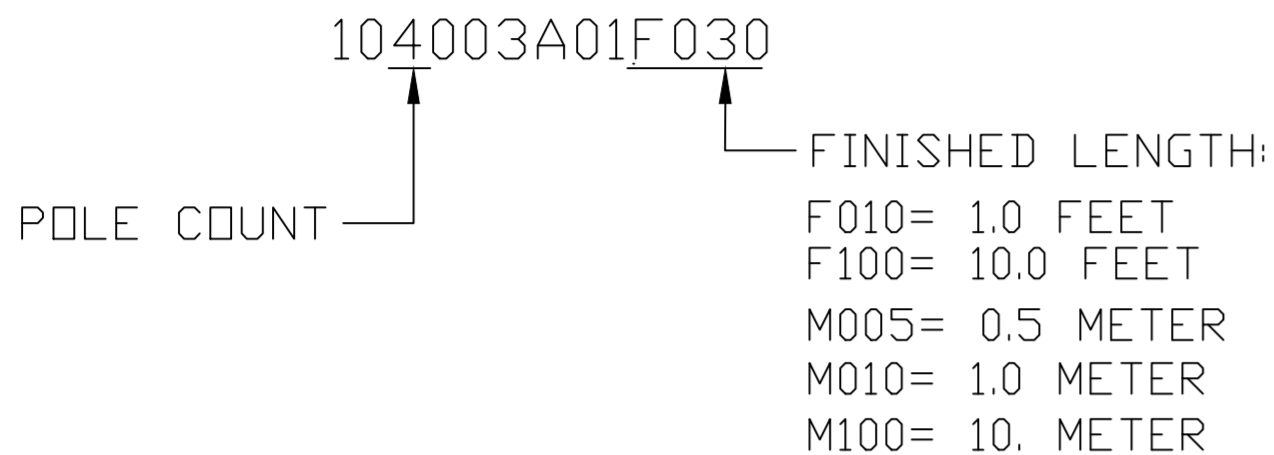 104003A01F030
FINISHED LENGTH:
POLE COUNT
F010= 1.0 FEET
F100= 10.0 FEET
M005= 0.5 METER
M010= 1.0 METER
M100= 10. METER